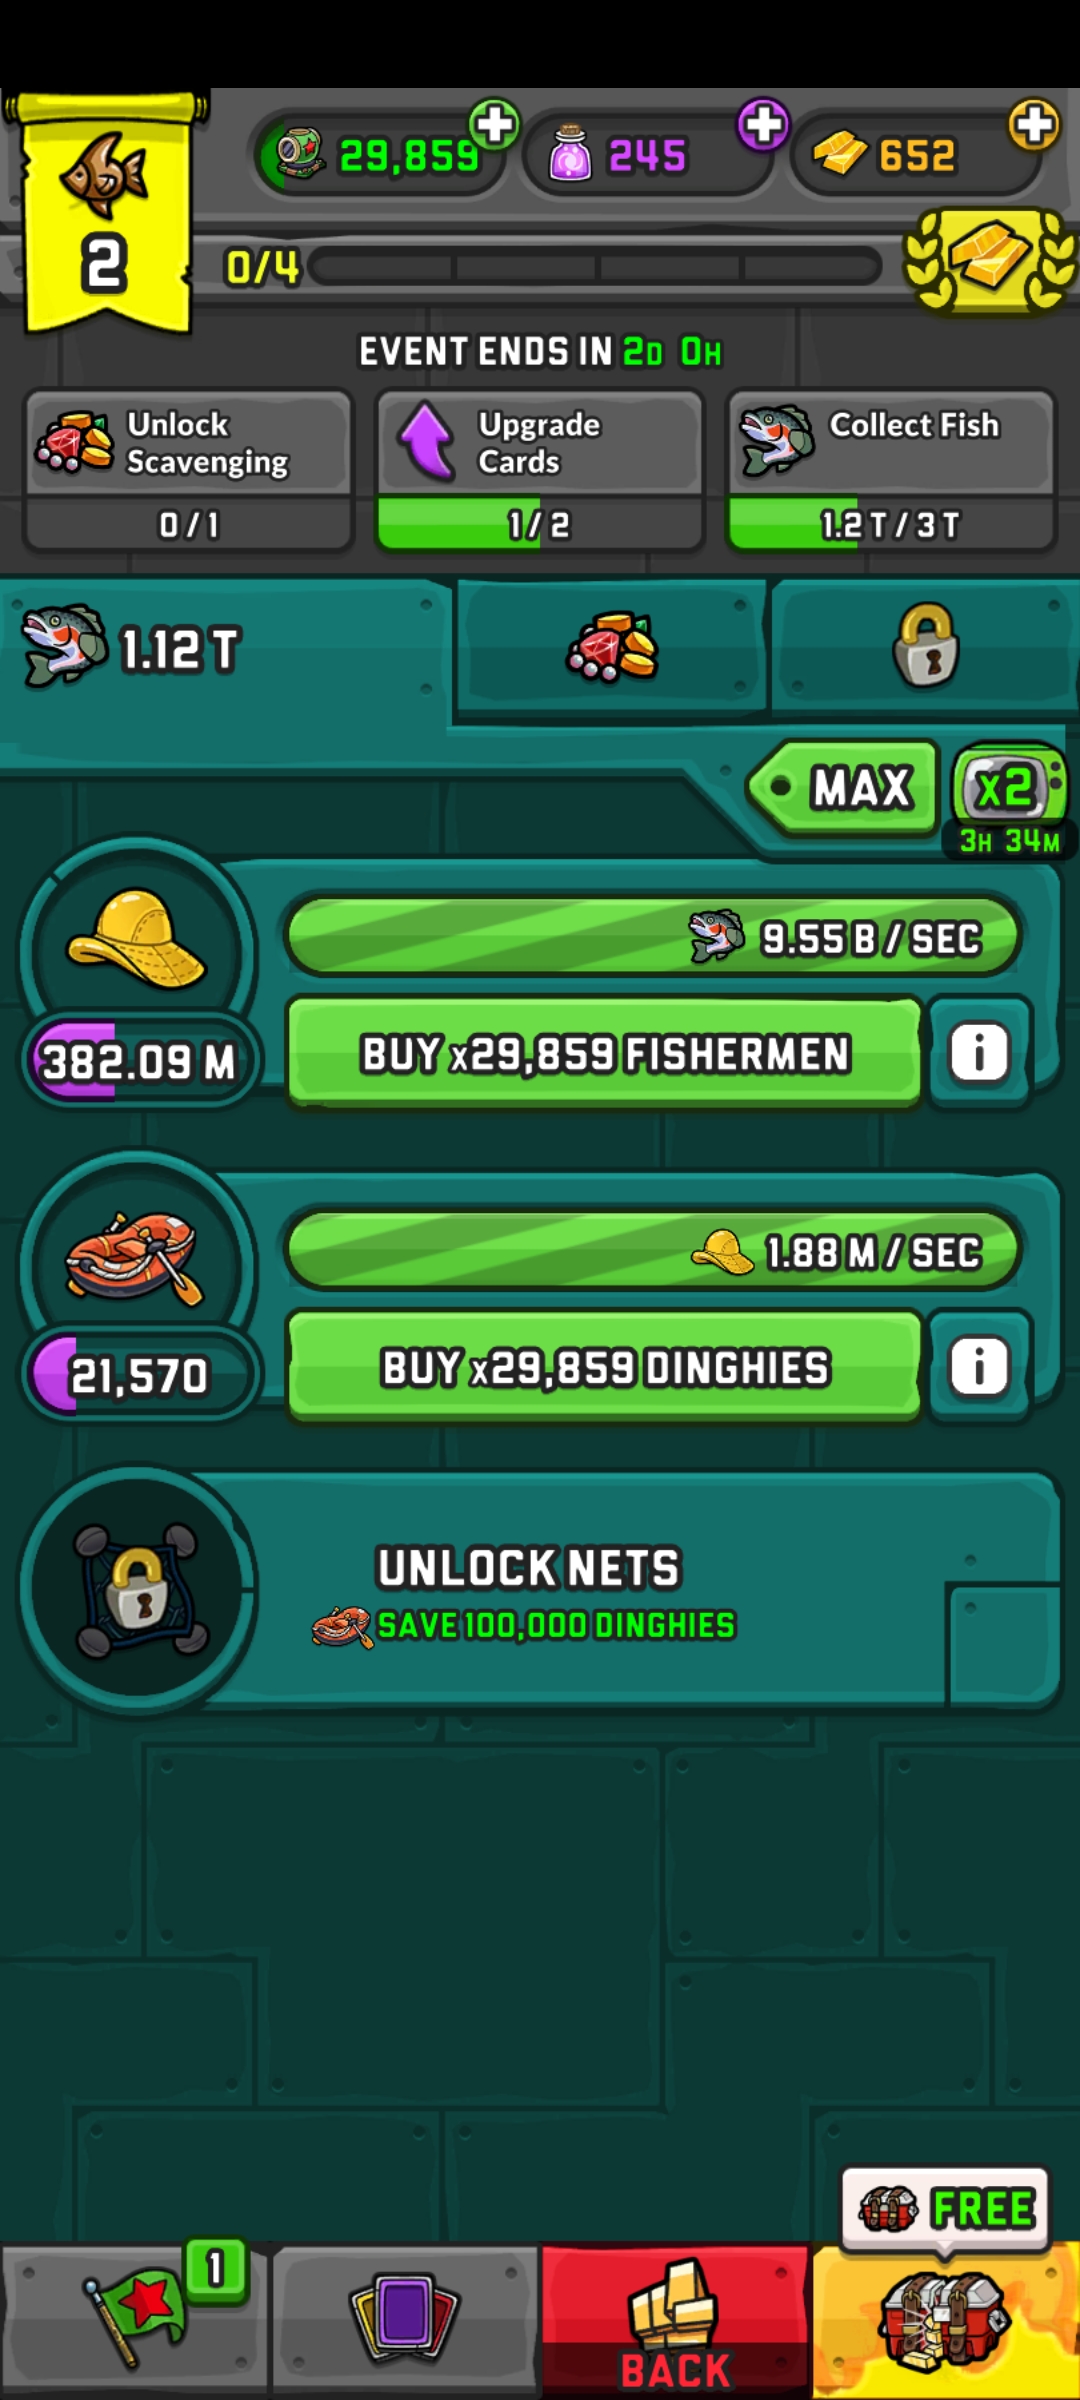 29,859
245
652
2
0/4
EVENT ENDS IN 2D 0H
Unlock
Scavenging
0/1
Upgrade
Cards
1/2
Collect Fish
1.2 T / 3 T
1.12 T
MAX
x2
3H 34M
9.55 B / SEC
382.09 M
BUY x29,859 FISHERMEN
i
1.88 M / SEC
21,570
BUY x29,859 DINGHIES
i
UNLOCK NETS
SAVE 100,000 DINGHIES
FREE
1
BACK